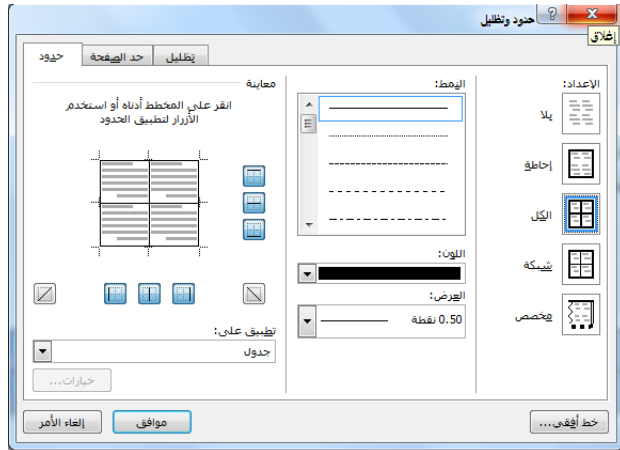 حدود وتظليل
إغلاق
حدود
حد الصفحة
تظليل
الإعداد:
بلا
إحاطة
الكل
شبكة
مخصص
النمط:
اللون:
العرض:
0.50 نقطة
معاينة
انقر على المخطط أدناه أو استخدم
الأزرار لتطبيق الحدود
تطبيق على:
جدول
خيارات...
خط أفقي...
موافق
إلغاء الأمر